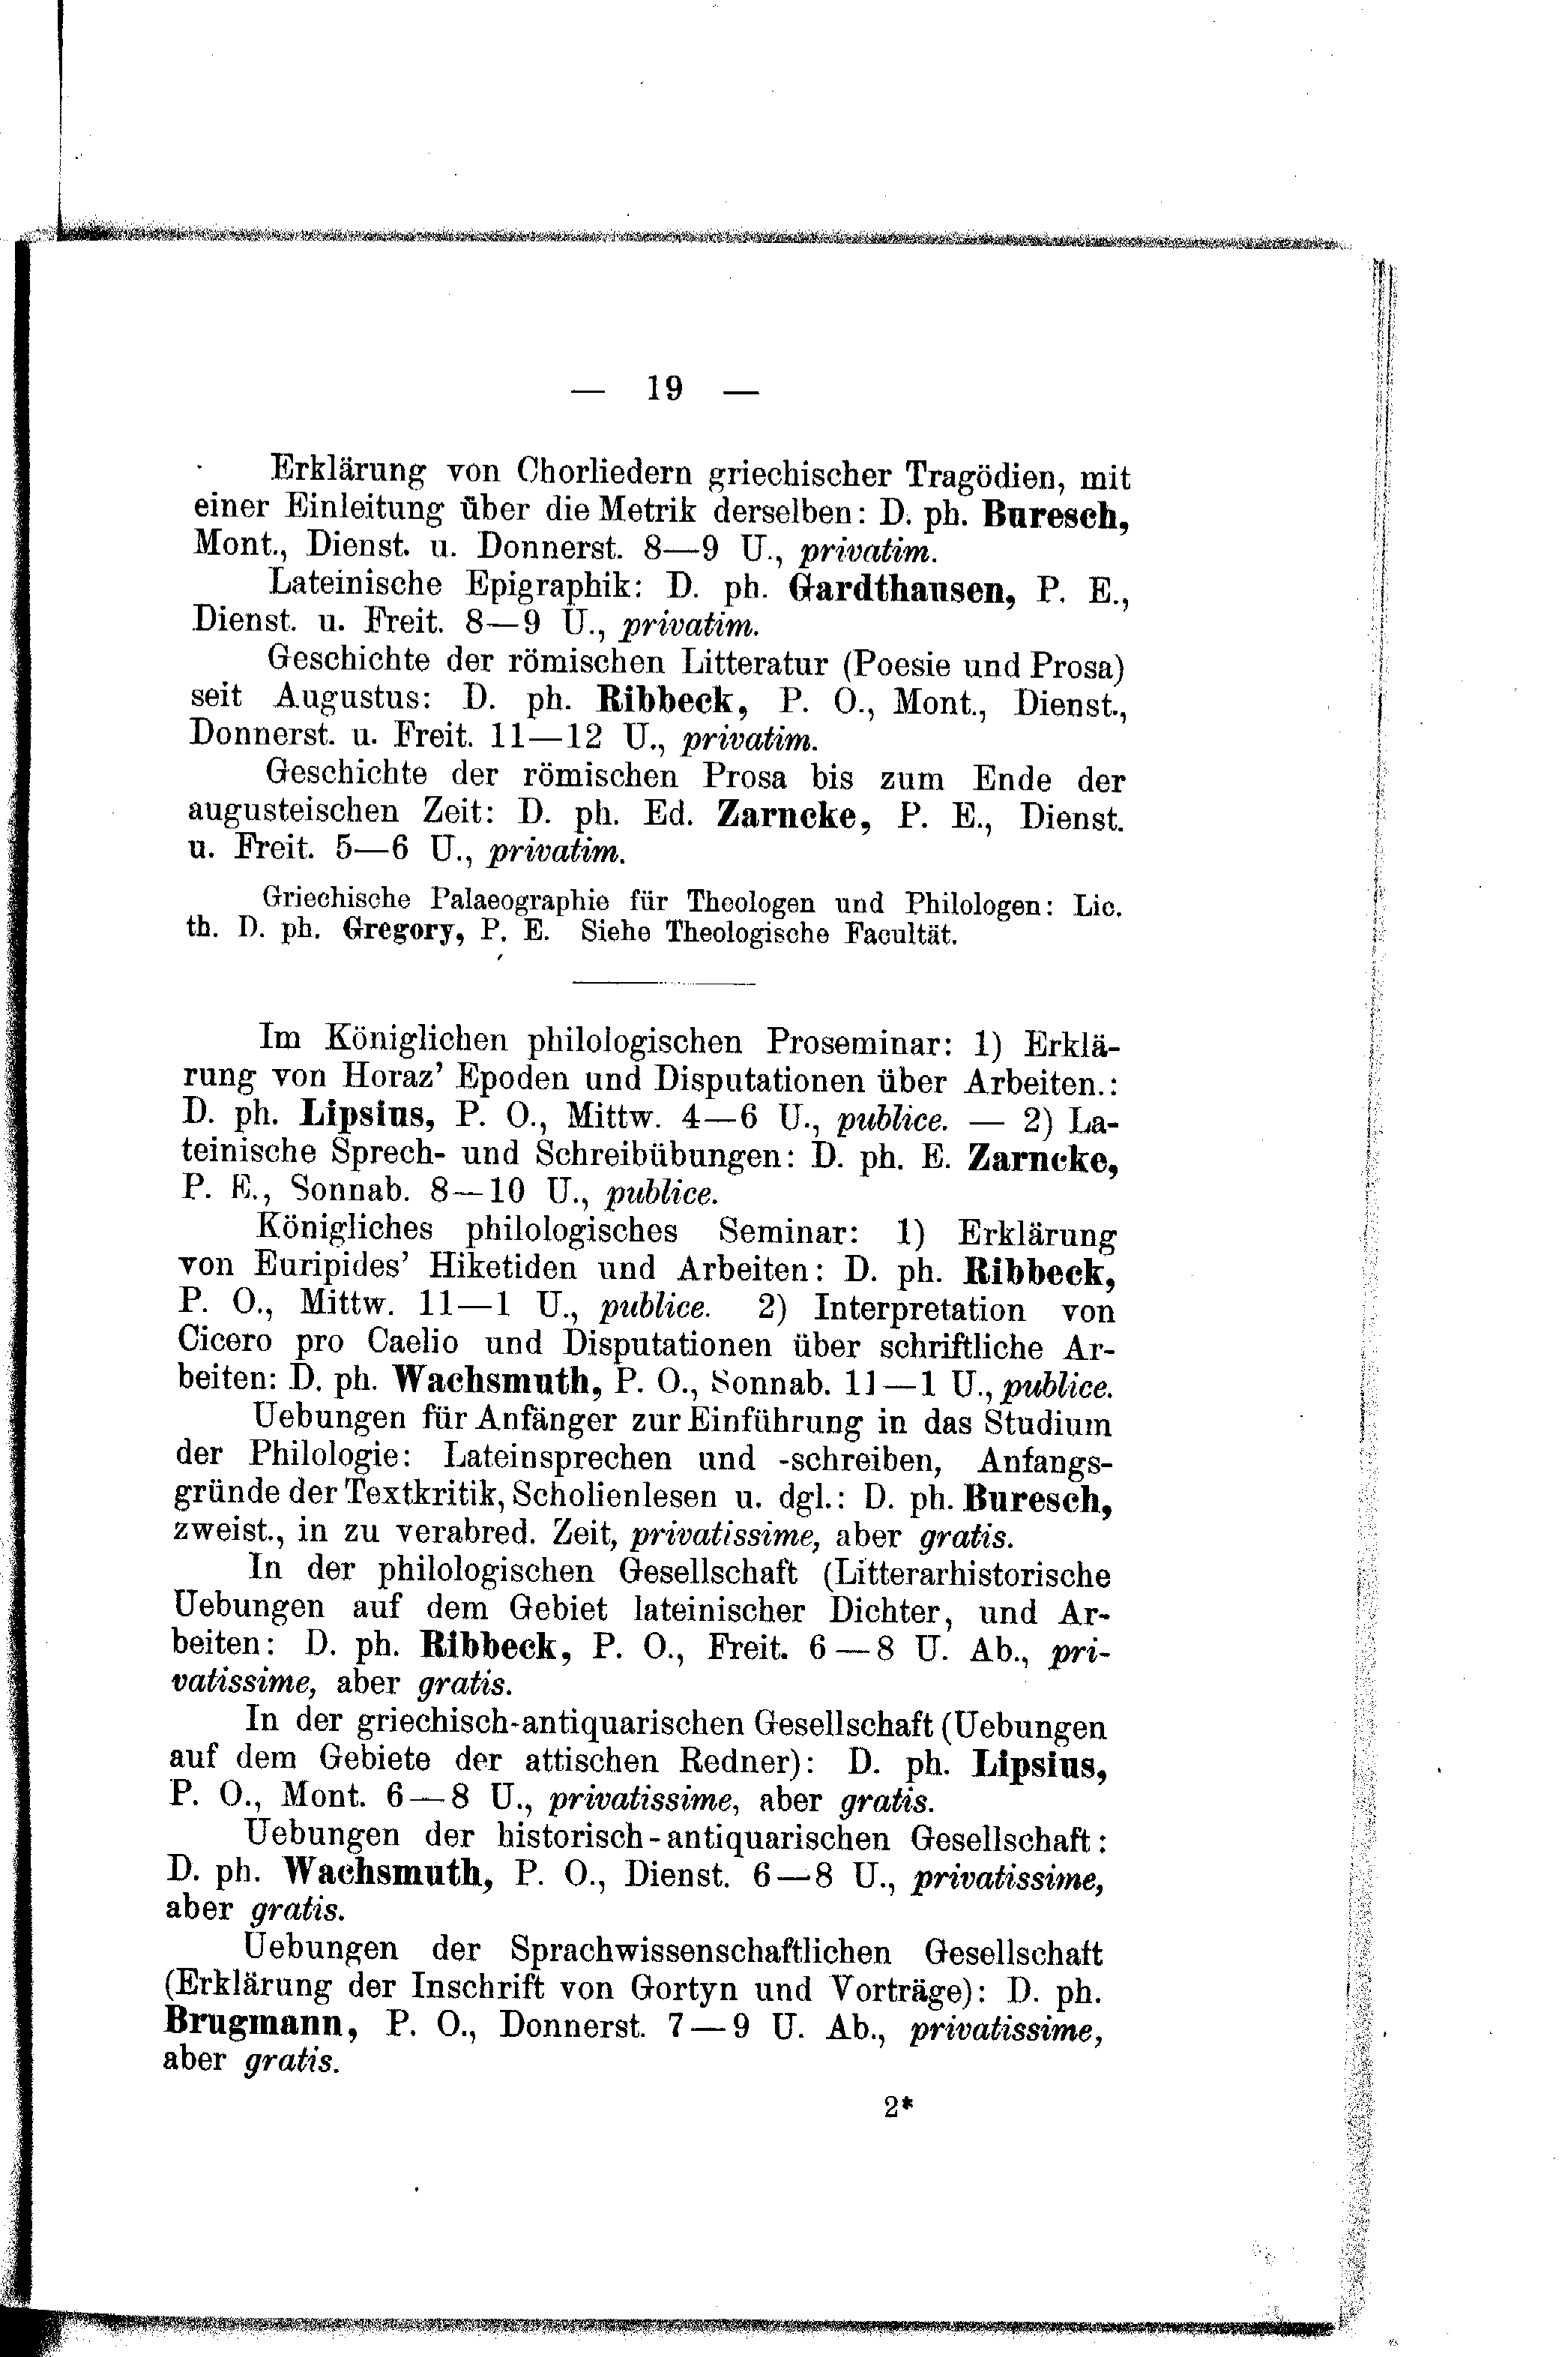 — 19 —
Erklärung von Chorliedern griechischer Tragödien, mit
einer Einleitung über die Metrik derselben: D. ph. Buresch,
Mont., Dienst. u. Donnerst. 8—9 U., privatim.
Lateinische Epigraphik: D. ph. Gardthausen, P. E.,
Dienst. u. Freit. 8—9 U., privatim.
Geschichte der römischen Litteratur (Poesie und Prosa)
seit Augustus: D. ph. Ribbeck, P. O., Mont., Dienst.,
Donnerst. u. Freit. 11—12 U., privatim.
Geschichte der römischen Prosa bis zum Ende der
augusteischen Zeit: D. ph. Ed. Zarncke, P. E., Dienst.
u. Freit. 5—6 U., privatim.
Griechische Palaeographie für Theologen und Philologen: Lic.
th. D. ph. Gregory, P. E. Siehe Theologische Facultät.
Im Königlichen philologischen Proseminar: 1) Erklä-
rung von Horaz' Epoden und Disputationen über Arbeiten.:
D. ph. Lipsius, P. O., Mittw. 4—6 U., publice. — 2) La-
teinische Sprech- und Schreibübungen: D. ph. E. Zarncke,
P. E., Sonnab. 8—10 U., publice.
Königliches philologisches Seminar: 1) Erklärung
von Euripides' Hiketiden und Arbeiten: D. ph. Ribbeck,
P. O., Mittw. 11—1 U., publice. 2) Interpretation von
Cicero pro Caelio und Disputationen über schriftliche Ar-
beiten: D. ph. Wachsmuth, P. O., Sonnab. 11—1 U., publice.
Uebungen für Anfänger zur Einführung in das Studium
der Philologie: Lateinsprechen und -schreiben, Anfangs-
gründe der Textkritik, Scholienlesen u. dgl.: D. ph. Buresch,
zweist., in zu verabred. Zeit, privatissime, aber gratis.
In der philologischen Gesellschaft (Litterarhistorische
Uebungen auf dem Gebiet lateinischer Dichter, und Ar-
beiten: D. ph. Ribbeck, P. O., Freit. 6—8 U. Ab., pri-
vatissime, aber gratis.
In der griechisch-antiquarischen Gesellschaft (Uebungen
auf dem Gebiete der attischen Redner): D. ph. Lipsius,
P. O., Mont. 6—8 U., privatissime, aber gratis.
Uebungen der historisch-antiquarischen Gesellschaft:
D. ph. Wachsmuth, P. O., Dienst. 6—8 U., privatissime,
aber gratis.
Uebungen der Sprachwissenschaftlichen Gesellschaft
(Erklärung der Inschrift von Gortyn und Vorträge): D. ph.
Brugmann, P. O., Donnerst. 7—9 U. Ab., privatissime,
aber gratis.
2*